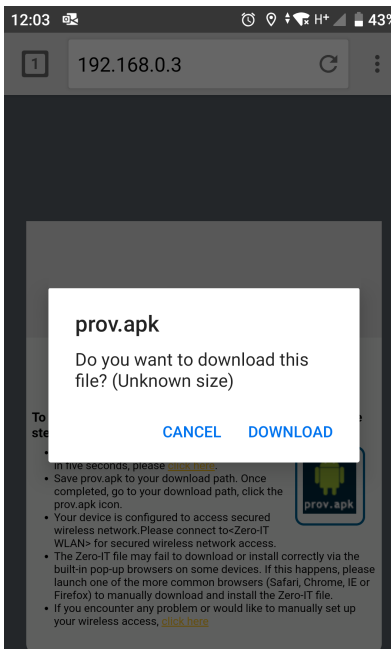 12:03 H+ 43%
1 192.168.0.3
prov.apk
Do you want to download this
file? (Unknown size)
CANCEL DOWNLOAD
To
ste
in five seconds, please click here.
Save prov.apk to your download path. Once
completed, go to your download path, click the
prov.apk icon.
prov.apk
Your device is configured to access secured
wireless network.Please connect to<Zero-IT
WLAN> for secured wireless network access.
The Zero-IT file may fail to download or install correctly via the
built-in pop-up browsers on some devices. If this happens, please
launch one of the more common browsers (Safari, Chrome, IE or
Firefox) to manually download and install the Zero-IT file.
If you encounter any problem or would like to manually set up
your wireless access, click here